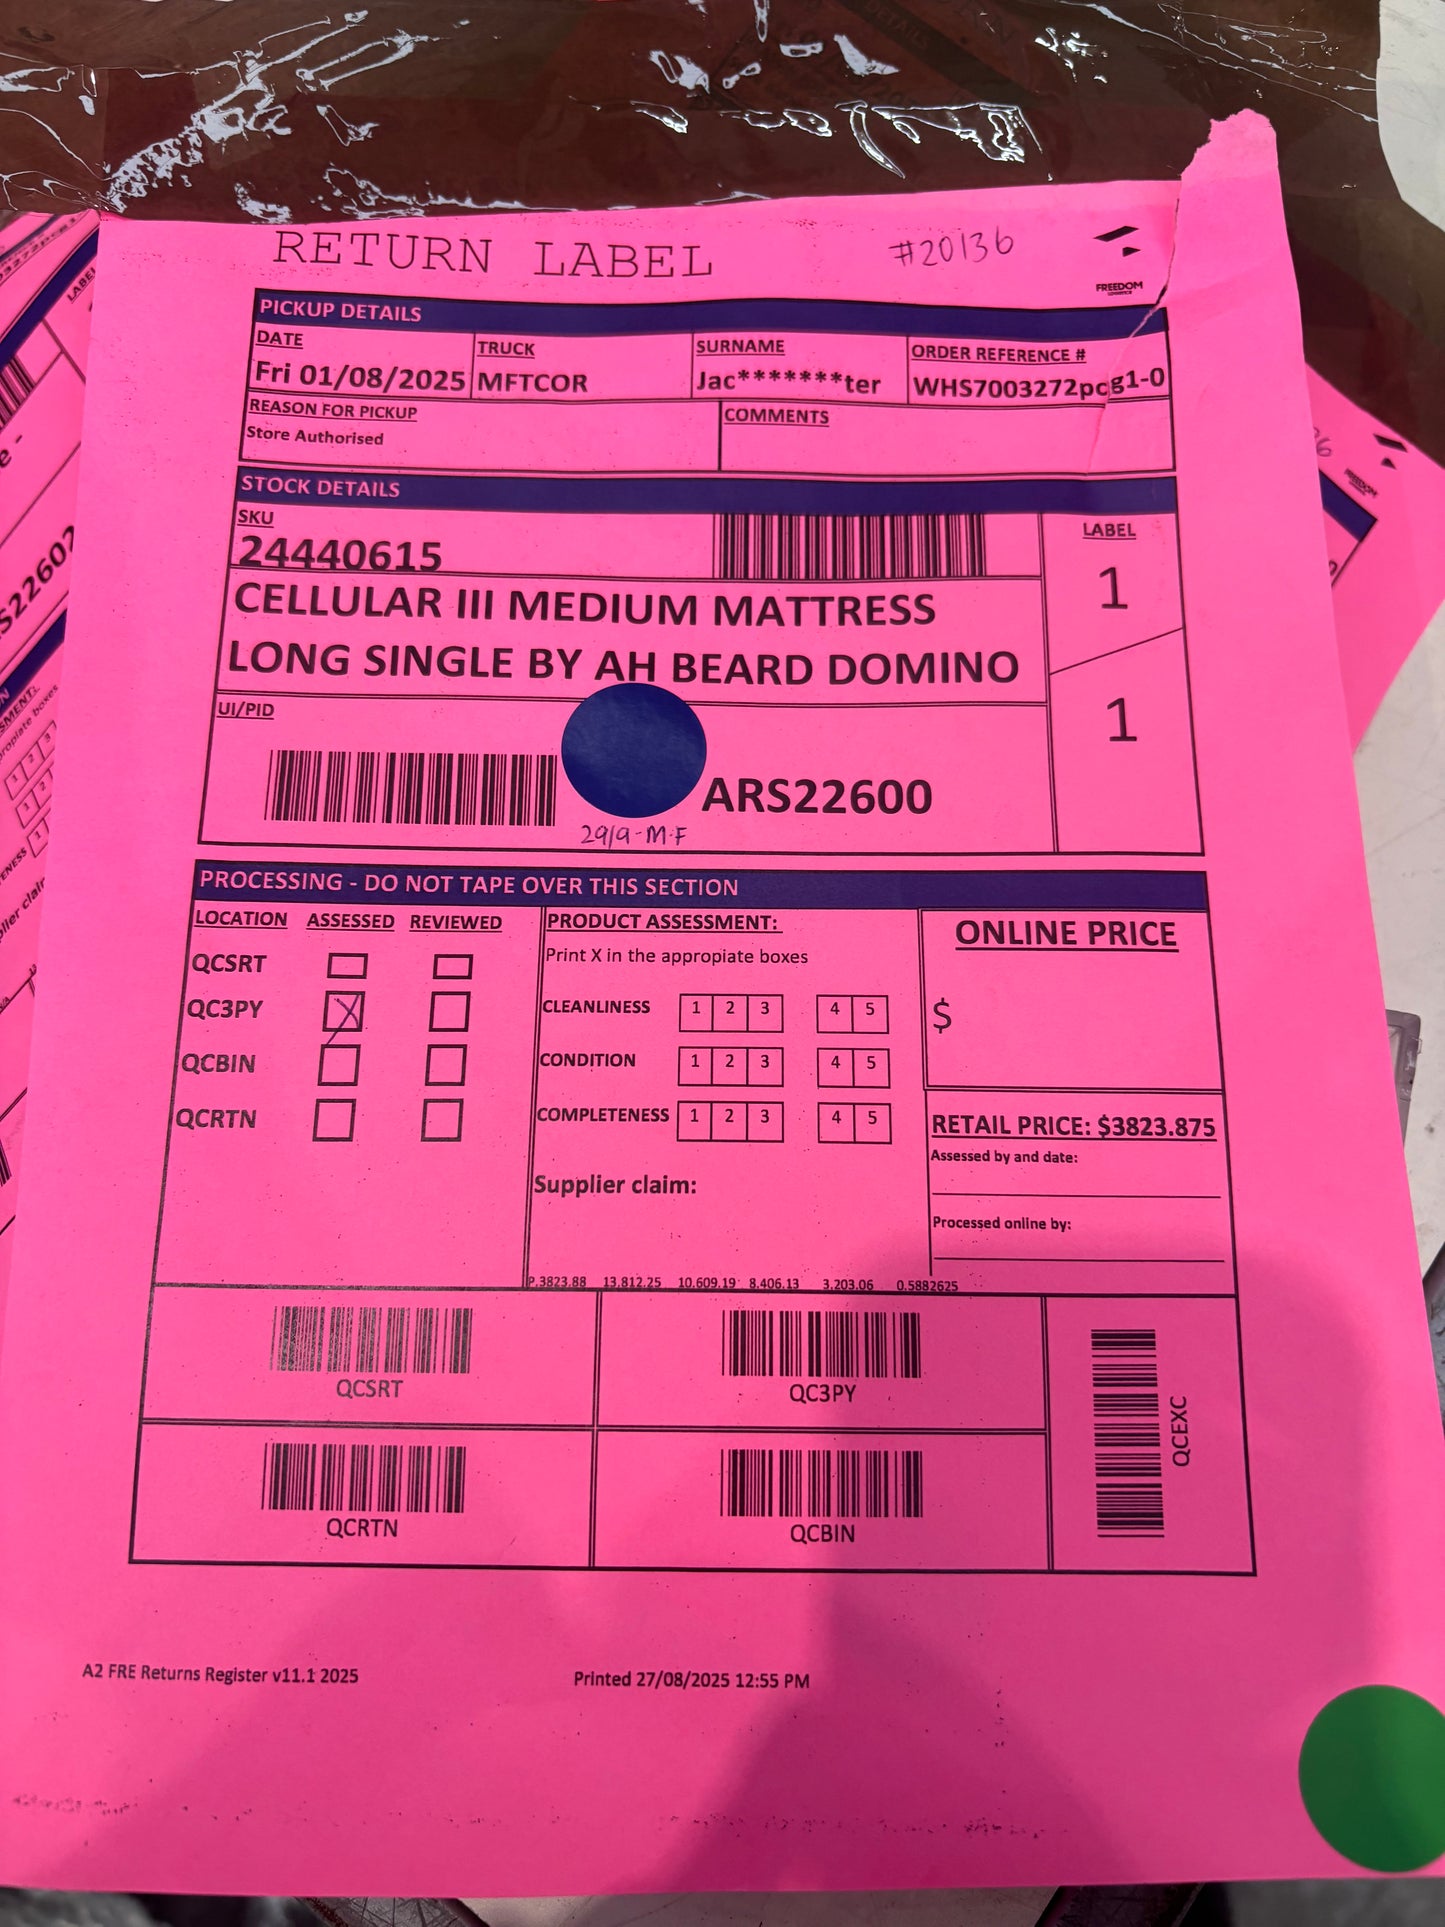 RETURN LABEL
#20136
FREEDOM
PICKUP DETAILS
DATE
Fri 01/08/2025
TRUCK
MFTCOR
SURNAME
Jac*******ter
ORDER REFERENCE #
WHS7003272pcg1-0
REASON FOR PICKUP
Store Authorised
COMMENTS
STOCK DETAILS
SKU
24440615
LABEL
1
1
CELLULAR III MEDIUM MATTRESS
LONG SINGLE BY AH BEARD DOMINO
UI/PID
ARS22600
29/9-M.F
PROCESSING - DO NOT TAPE OVER THIS SECTION
LOCATION ASSESSED REVIEWED
QCSRT
QC3PY X
QCBIN
QCRTN
PRODUCT ASSESSMENT:
Print X in the appropiate boxes
CLEANLINESS 1 2 3 4 5
CONDITION 1 2 3 4 5
COMPLETENESS 1 2 3 4 5
Supplier claim:
P.3823.88 13.812.25 10.609.19 8.406.13 3.203.06 0.5882625
ONLINE PRICE
$
RETAIL PRICE: $3823.875
Assessed by and date:
Processed online by:
QCSRT
QC3PY
QCRTN
QCBIN
QCEXC
A2 FRE Returns Register v11.1 2025
Printed 27/08/2025 12:55 PM